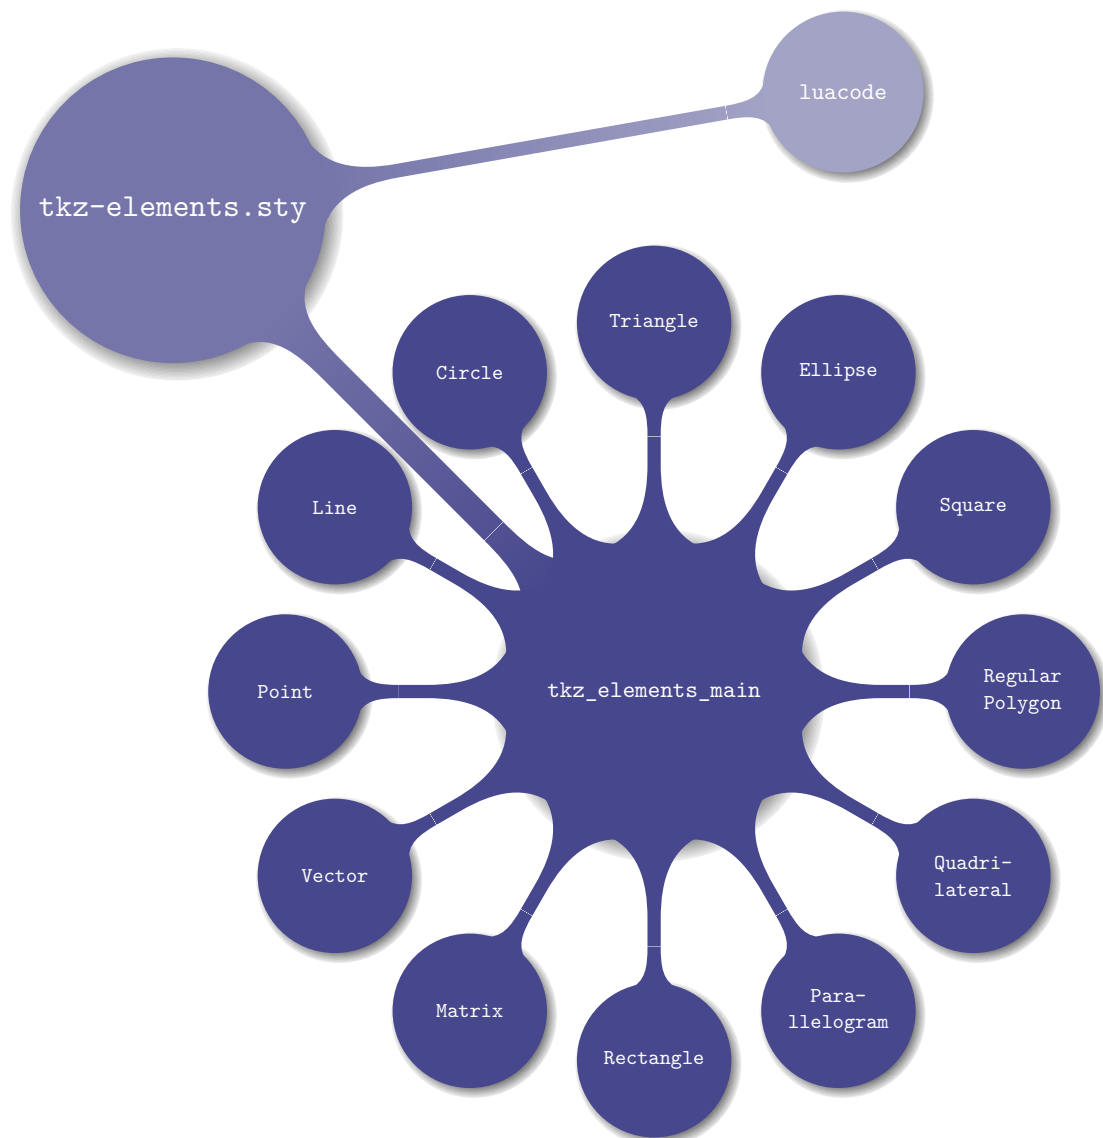 luacode
tkz-elements.sty
Triangle
Circle
Ellipse
Line
Square
Point
tkz_elements_main
Regular
Polygon
Vector
Quadri-
lateral
Matrix
Para-
llelogram
Rectangle